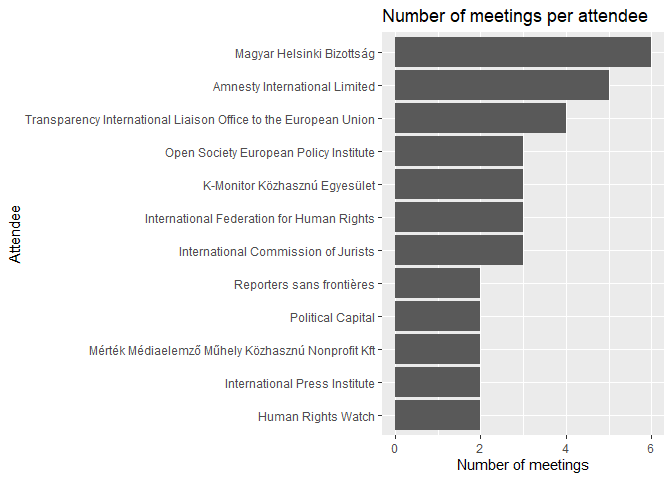 Number of meetings per attendee
Magyar Helsinki Bizottság
Amnesty International Limited
Transparency International Liaison Office to the European Union
Open Society European Policy Institute
K-Monitor Közhasznú Egyesület
International Federation for Human Rights
International Commission of Jurists
Reporters sans frontières
Political Capital
Mérték Médiaelemző Műhely Közhasznú Nonprofit Kft
International Press Institute
Human Rights Watch
Attendee
0 2 4 6
Number of meetings